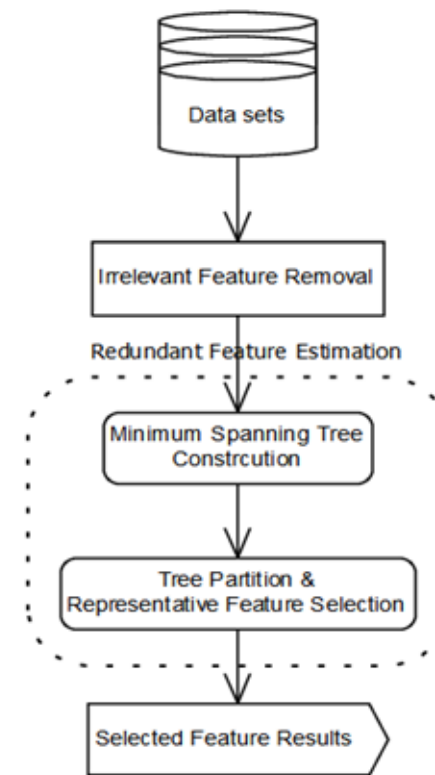 Data sets
Irrelevant Feature Removal
Redundant Feature Estimation
Minimum Spanning Tree
Constrcution
Tree Partition &
Representative Feature Selection
Selected Feature Results